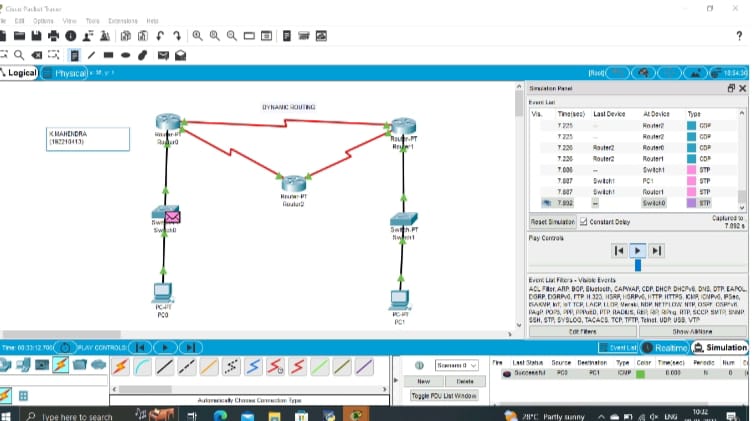 Cisco Packet Tracer
File Edit Options View Tools Extensions Help
Logical Physical x: 38, y: 1
[Root] 18:54:30
DYNAMIC ROUTING
K.MAHENDRA
(192210413)
Router-PT
Router0
Router-PT
Router1
Router-PT
Router2
Switch-PT
Switch0
Switch-PT
Switch1
PC-PT
PC0
PC-PT
PC1
Simulation Panel
Event List
Vis. Time(sec) Last Device At Device Type
7.225 -- Router2 CDP
7.225 -- Router2 CDP
7.226 Router2 Router0 CDP
7.226 Router2 Router1 CDP
7.886 -- Switch1 STP
7.887 Switch1 PC1 STP
7.887 Switch1 Router1 STP
7.892 -- Switch0 STP
Reset Simulation Constant Delay
Captured to:
7.892 s
Play Controls
Event List Filters - Visible Events
ACL Filter, ARP, BGP, Bluetooth, CAPWAP, CDP, DHCP, DHCPv6, DNS, DTP, EAPOL,
EIGRP, EIGRPv6, FTP, H.323, HSRP, HSRPv6, HTTP, HTTPS, ICMP, ICMPv6, IPSec,
ISAKMP, IoT, IoT TCP, LACP, LLDP, Meraki, NDP, NETFLOW, NTP, OSPF, OSPFv6,
PAgP, POP3, PPP, PPPoED, PTP, RADIUS, REP, RIP, RIPng, RTP, SCCP, SMTP, SNMP,
SSH, STP, SYSLOG, TACACS, TCP, TFTP, Telnet, UDP, USB, VTP
Edit Filters Show All/None
Time: 00:33:12.706 PLAY CONTROLS:
Event List Realtime Simulation
Scenario 0
New Delete
Toggle PDU List Window
Fire Last Status Source Destination Type Color Time(sec) Periodic Num
Successful PC0 PC1 ICMP 0.000 N 0
Automatically Choose Connection Type
Type here to search
28°C Partly sunny
ENG
10:32